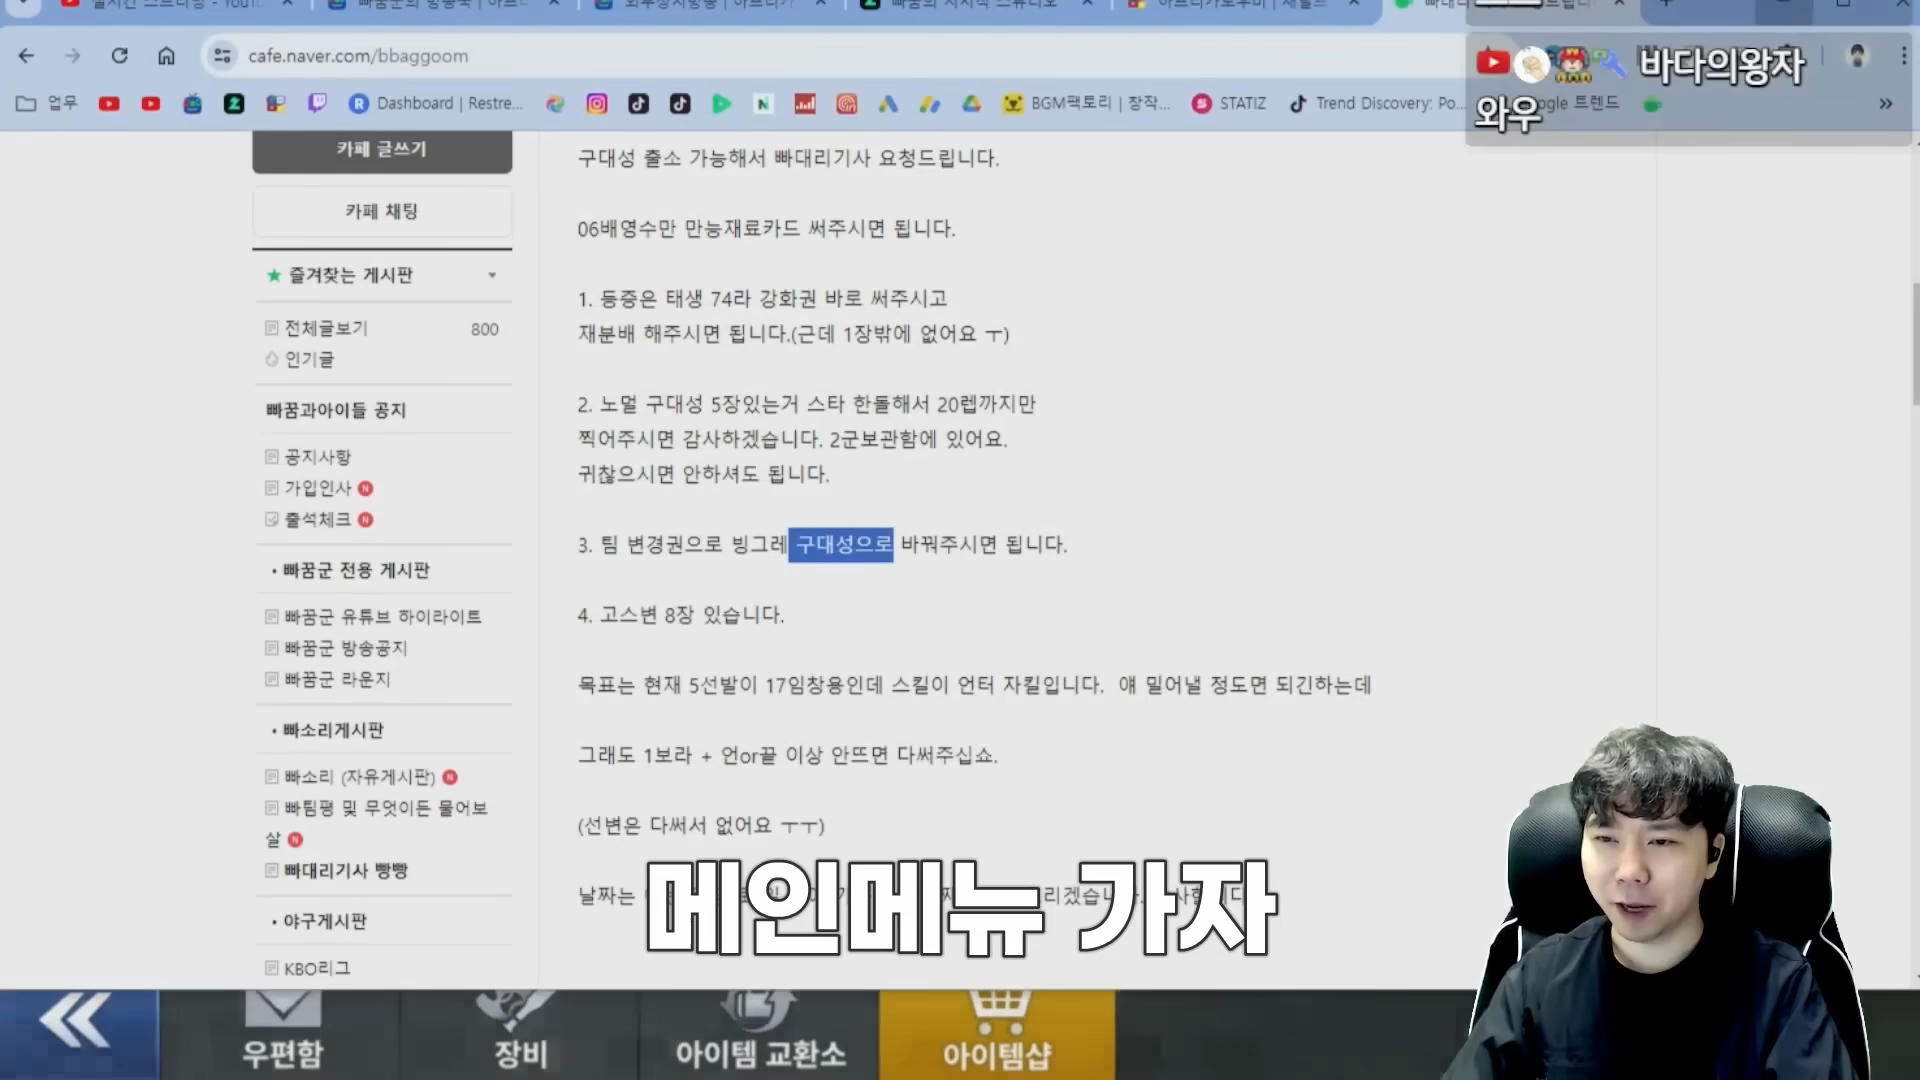 cafe.naver.com/bbaggoom
바다의왕자
와우
업무
Dashboard | Restre...
BGM팩토리 | 창작...
STATIZ
Trend Discovery: Po...
ogle 트렌드
카페 글쓰기
카페 채팅
즐겨찾는 게시판
전체글보기 800
인기글
빠꿈과아이들 공지
공지사항
가입인사 N
출석체크 N
• 빠꿈군 전용 게시판
빠꿈군 유튜브 하이라이트
빠꿈군 방송공지
빠꿈군 라운지
• 빠소리게시판
빠소리 (자유게시판) N
빠팀평 및 무엇이든 물어보
살 N
빠대리기사 빵빵
• 야구게시판
KBO리그
구대성 출소 가능해서 빠대리기사 요청드립니다.
06배영수만 만능재료카드 써주시면 됩니다.
1. 등증은 태생 74라 강화권 바로 써주시고
재분배 해주시면 됩니다.(근데 1장밖에 없어요 ㅜ)
2. 노멀 구대성 5장있는거 스타 한돌해서 20렙까지만
찍어주시면 감사하겠습니다. 2군보관함에 있어요.
귀찮으시면 안하셔도 됩니다.
3. 팀 변경권으로 빙그레 구대성으로 바꿔주시면 됩니다.
4. 고스변 8장 있습니다.
목표는 현재 5선발이 17임창용인데 스킬이 언터 자킬입니다. 얘 밀어낼 정도면 되긴하는데
그래도 1보라 + 언or끝 이상 안뜨면 다써주십쇼.
(선변은 다써서 없어요 ㅜㅜ)
날짜는
메인메뉴 가자
우편함
장비
아이템 교환소
아이템샵